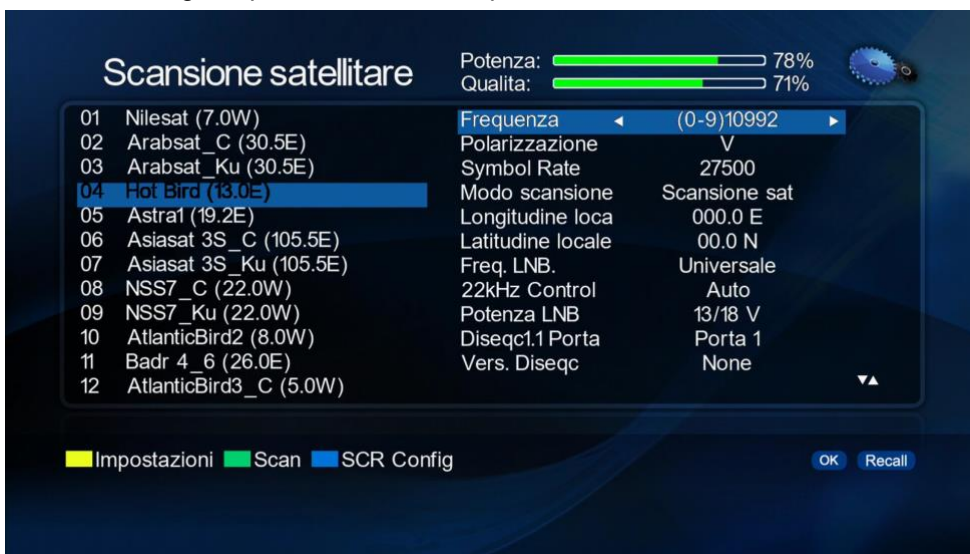 Scansione satellitare
Potenza: 78%
Qualita: 71%
01 Nilesat (7.0W)
02 Arabsat_C (30.5E)
03 Arabsat_Ku (30.5E)
04 Hot Bird (13.0E)
05 Astra1 (19.2E)
06 Asiasat 3S_C (105.5E)
07 Asiasat 3S_Ku (105.5E)
08 NSS7_C (22.0W)
09 NSS7_Ku (22.0W)
10 AtlanticBird2 (8.0W)
11 Badr 4_6 (26.0E)
12 AtlanticBird3_C (5.0W)
Frequenza (0-9)10992
Polarizzazione V
Symbol Rate 27500
Modo scansione Scansione sat
Longitudine loca 000.0 E
Latitudine locale 00.0 N
Freq. LNB. Universale
22kHz Control Auto
Potenza LNB 13/18 V
Diseqc1.1 Porta Porta 1
Vers. Diseqc None
Impostazioni Scan SCR Config OK Recall